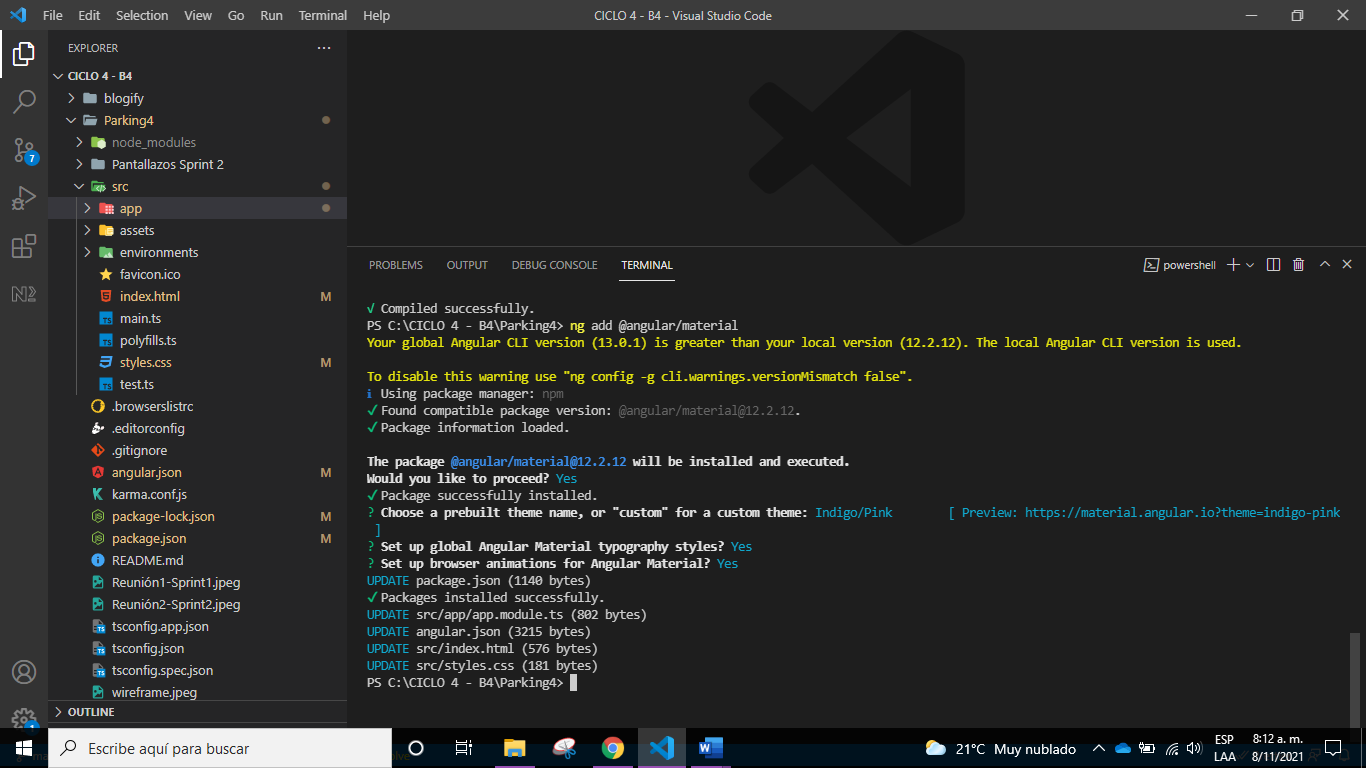 File Edit Selection View Go Run Terminal Help CICLO 4 - B4 - Visual Studio Code
EXPLORER
CICLO 4 - B4
blogify
Parking4
node_modules
Pantallazos Sprint 2
src
app
assets
environments
favicon.ico
index.html M
main.ts
polyfills.ts
styles.css M
test.ts
.browserslistrc
.editorconfig
.gitignore
angular.json M
karma.conf.js
package-lock.json M
package.json M
README.md
Reunión1-Sprint1.jpeg
Reunión2-Sprint2.jpeg
tsconfig.app.json
tsconfig.json
tsconfig.spec.json
wireframe.jpeg
OUTLINE
7
1
PROBLEMS OUTPUT DEBUG CONSOLE TERMINAL powershell
√ Compiled successfully.
PS C:\CICLO 4 - B4\Parking4> ng add @angular/material
Your global Angular CLI version (13.0.1) is greater than your local version (12.2.12). The local Angular CLI version is used.
To disable this warning use "ng config -g cli.warnings.versionMismatch false".
i Using package manager: npm
√ Found compatible package version: @angular/material@12.2.12.
√ Package information loaded.
The package @angular/material@12.2.12 will be installed and executed.
Would you like to proceed? Yes
√ Package successfully installed.
? Choose a prebuilt theme name, or "custom" for a custom theme: Indigo/Pink [ Preview: https://material.angular.io?theme=indigo-pink
]
? Set up global Angular Material typography styles? Yes
? Set up browser animations for Angular Material? Yes
UPDATE package.json (1140 bytes)
√ Packages installed successfully.
UPDATE src/app/app.module.ts (802 bytes)
UPDATE angular.json (3215 bytes)
UPDATE src/index.html (576 bytes)
UPDATE src/styles.css (181 bytes)
PS C:\CICLO 4 - B4\Parking4>
Escribe aquí para buscar
21°C Muy nublado
ESP
LAA
8:12 a. m.
8/11/2021